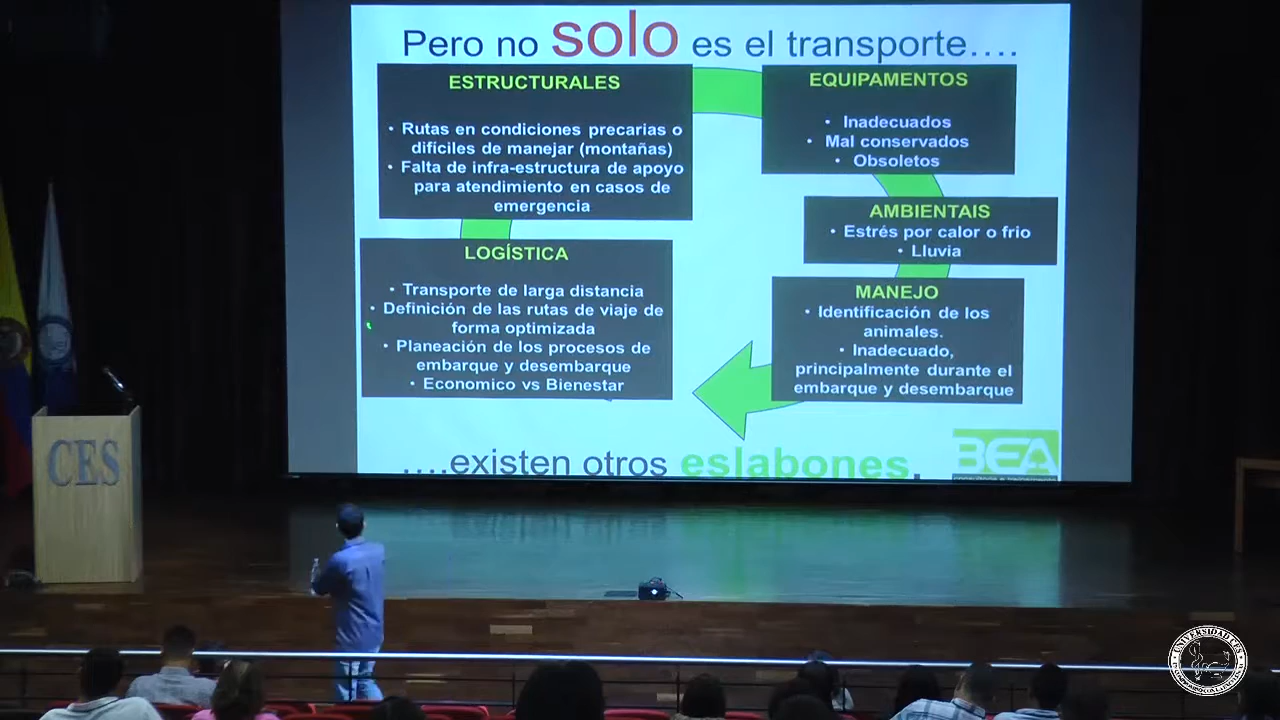 Pero no solo es el transporte….
ESTRUCTURALES
• Rutas en condiciones precarias o
difíciles de manejar (montañas)
• Falta de infra-estructura de apoyo
para atendimiento en casos de
emergencia
EQUIPAMENTOS
• Inadecuados
• Mal conservados
• Obsoletos
AMBIENTAIS
• Estrés por calor o frio
• Lluvia
LOGÍSTICA
• Transporte de larga distancia
• Definición de las rutas de viaje de
forma optimizada
• Planeación de los procesos de
embarque y desembarque
• Economico vs Bienestar
MANEJO
• Identificación de los
animales.
• Inadecuado,
principalmente durante el
embarque y desembarque
….existen otros eslabones.
BEA
CES
UNIVERSIDAD CES